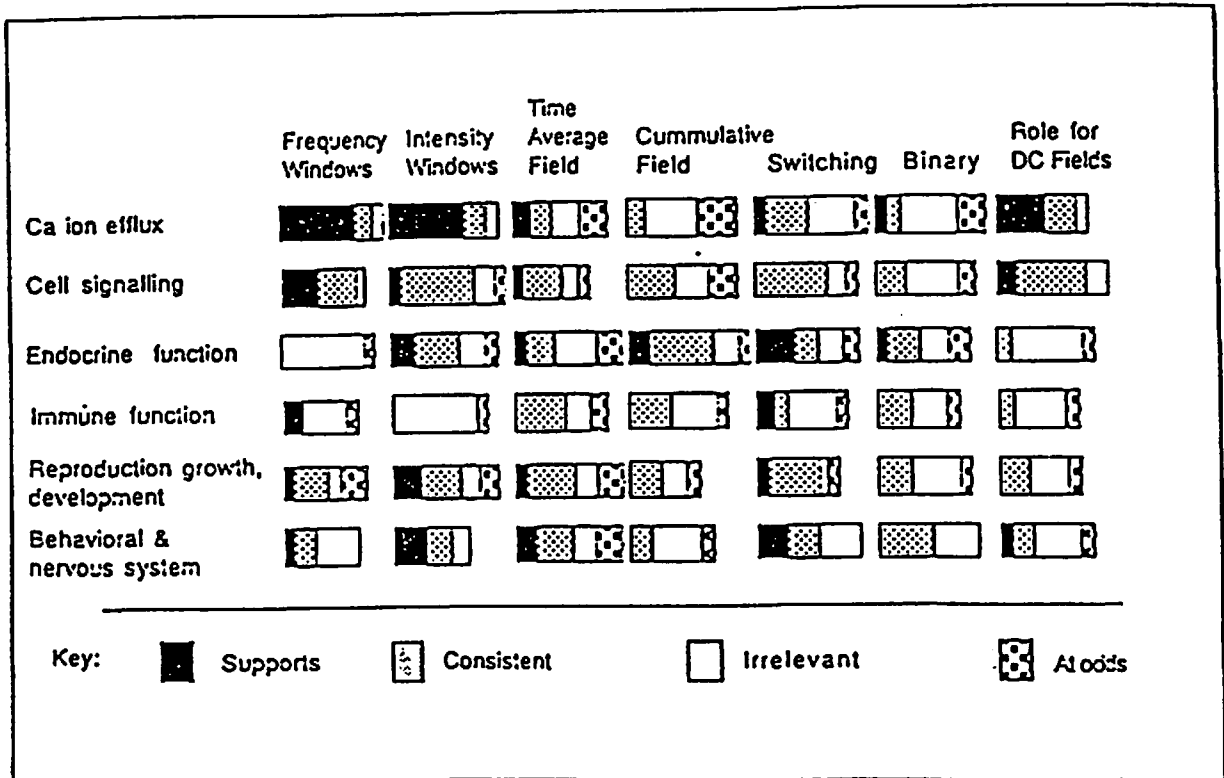 Time
Frequency Intensity Average Cummulative Role for
Windows Windows Field Field Switching Binary DC Fields
Ca ion efflux
Cell signalling
Endocrine function
Immune function
Reproduction growth,
development
Behavioral &
nervous system
Key: Supports Consistent Irrelevant At odds